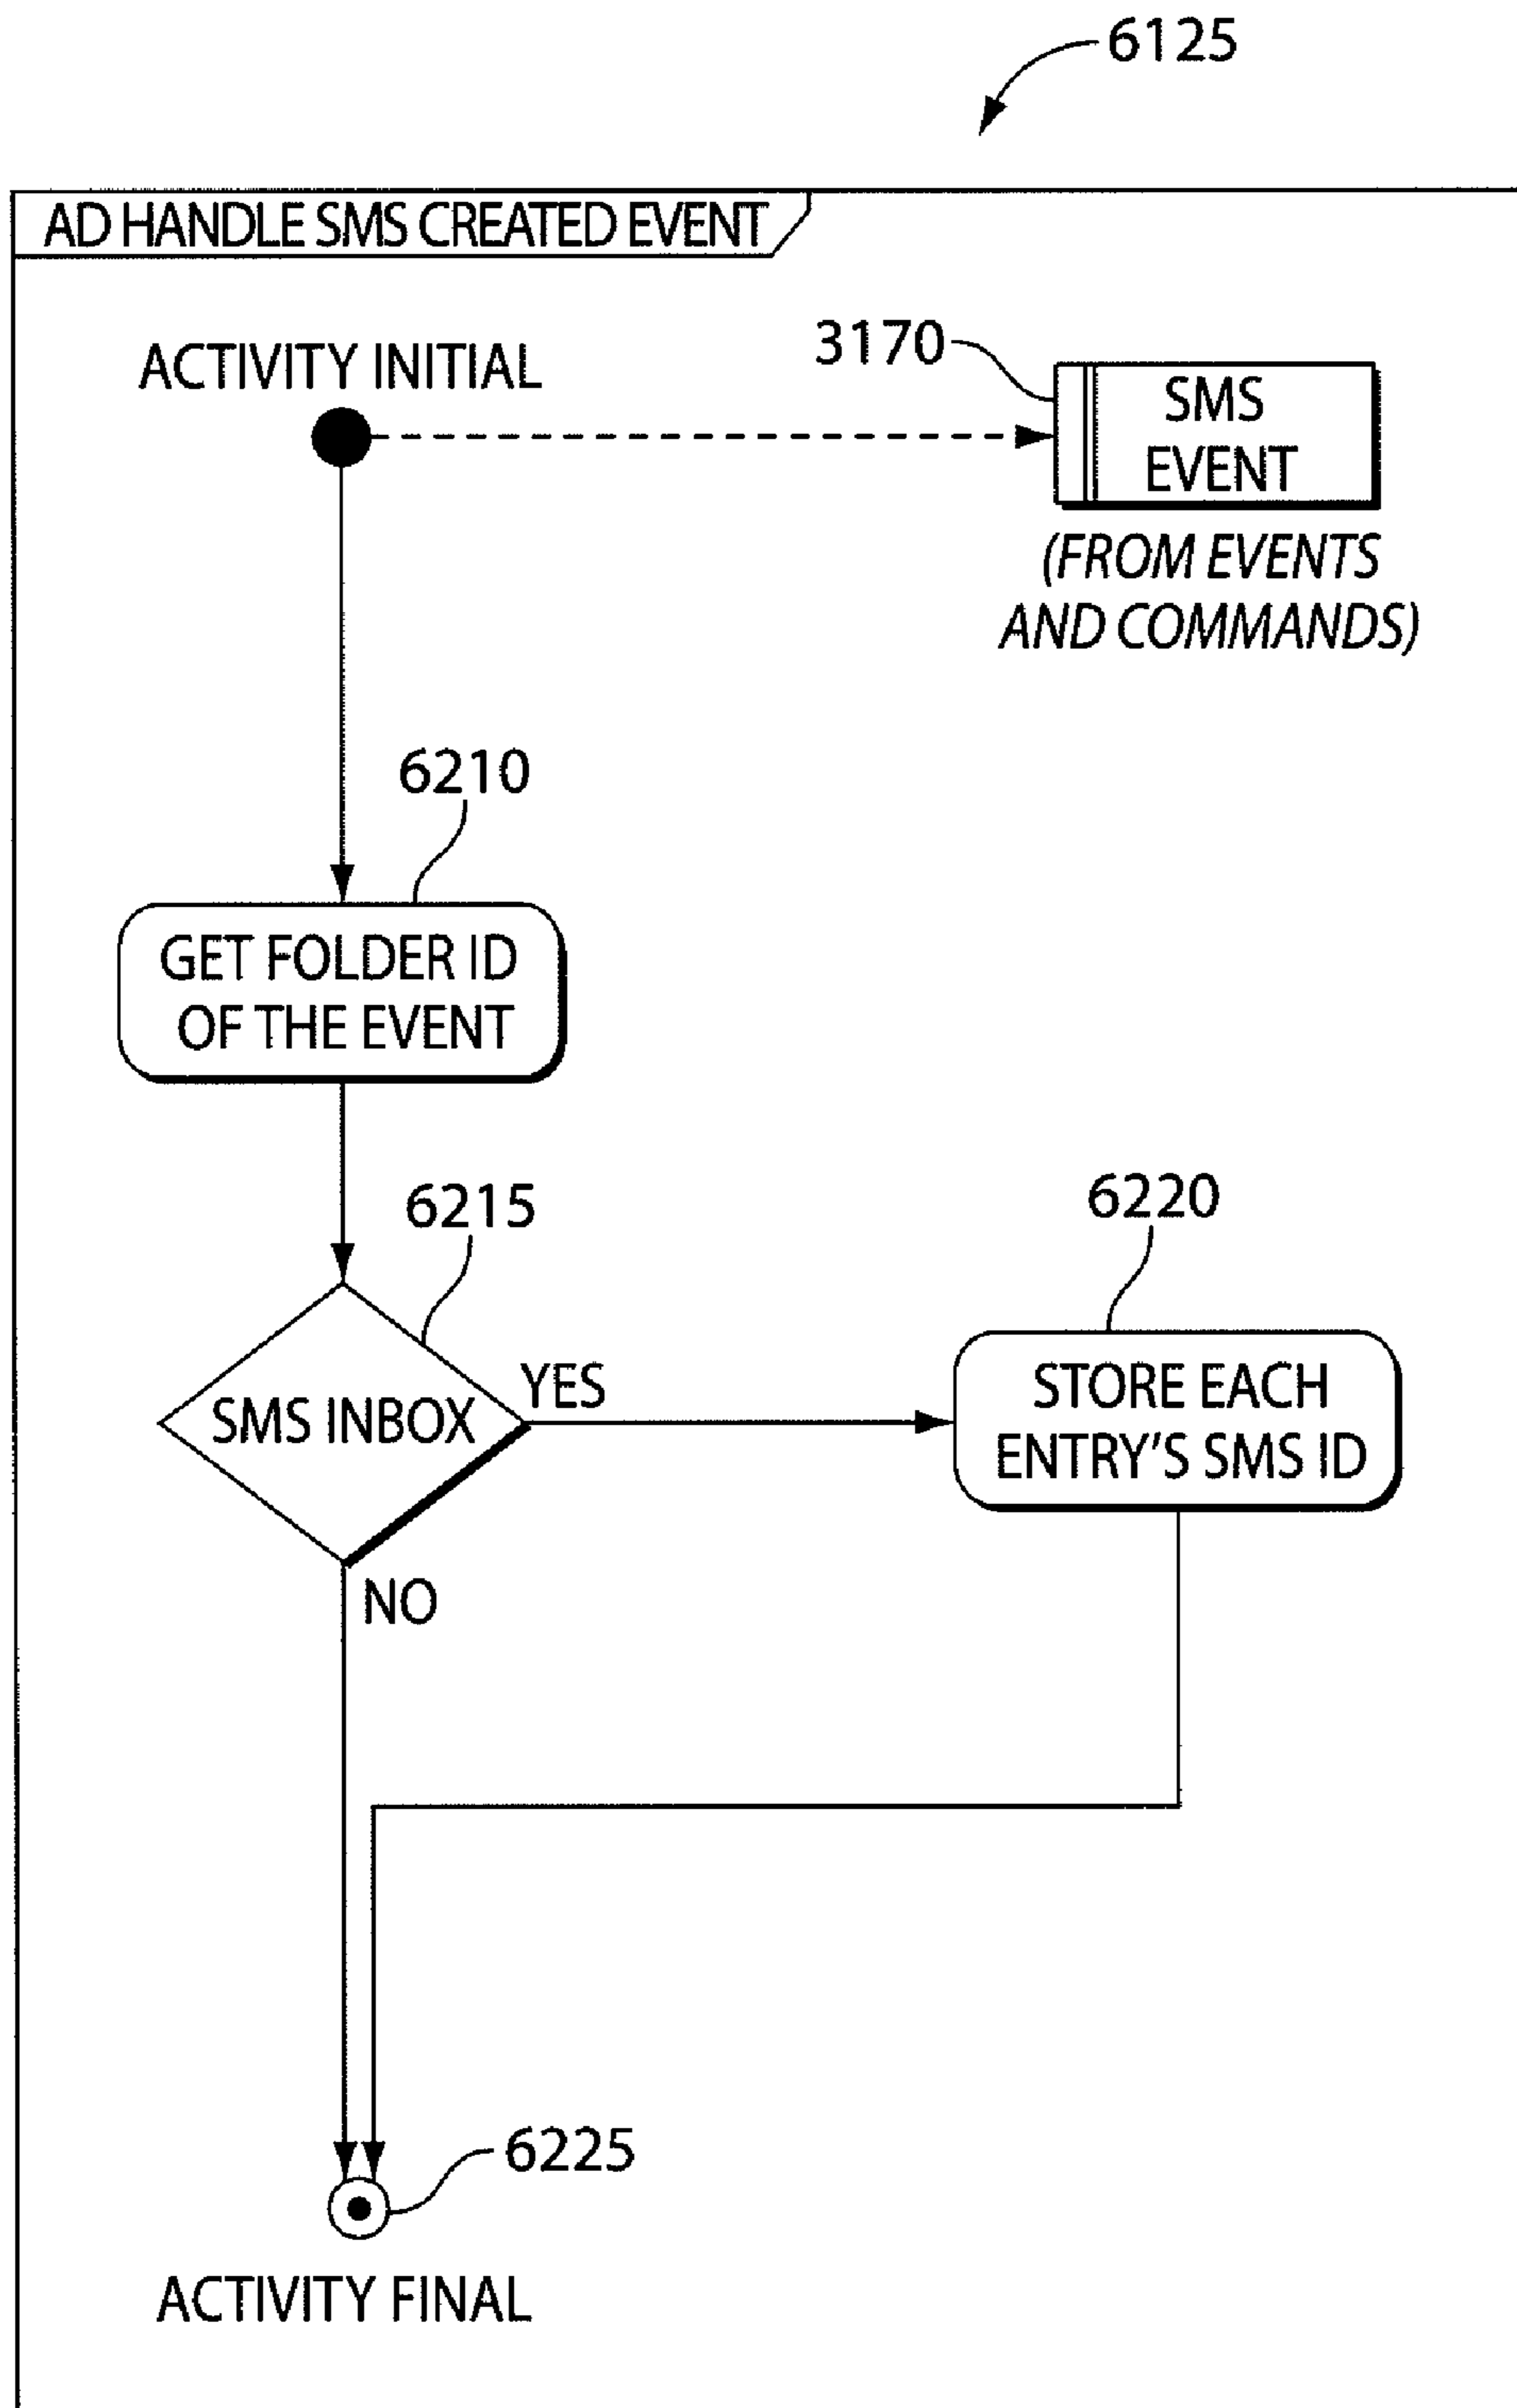 6125
AD HANDLE SMS CREATED EVENT
ACTIVITY INITIAL
3170
SMS
EVENT
(FROM EVENTS
AND COMMANDS)
6210
GET FOLDER ID
OF THE EVENT
6215
SMS INBOX
YES
NO
6220
STORE EACH
ENTRY'S SMS ID
6225
ACTIVITY FINAL